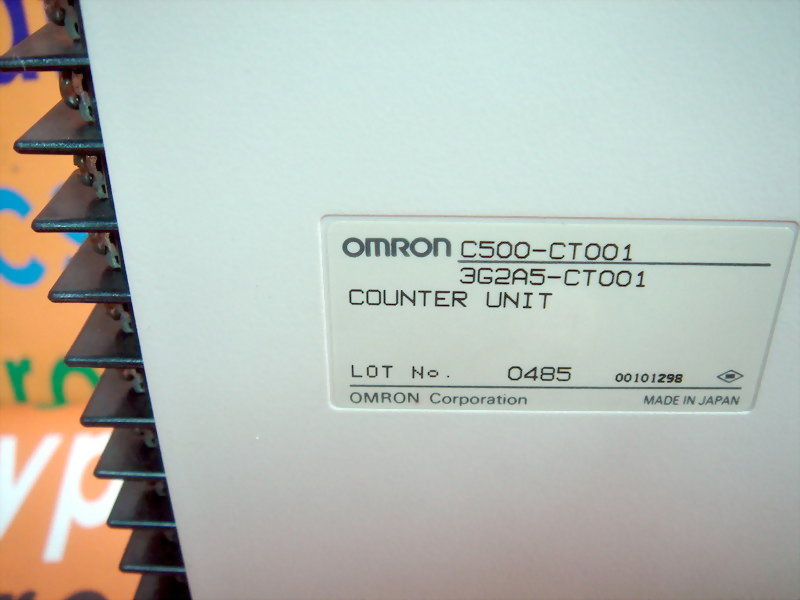 OMRON C500-CT001
3G2A5-CT001
COUNTER UNIT
LOT No. 0485 00101298
OMRON Corporation MADE IN JAPAN